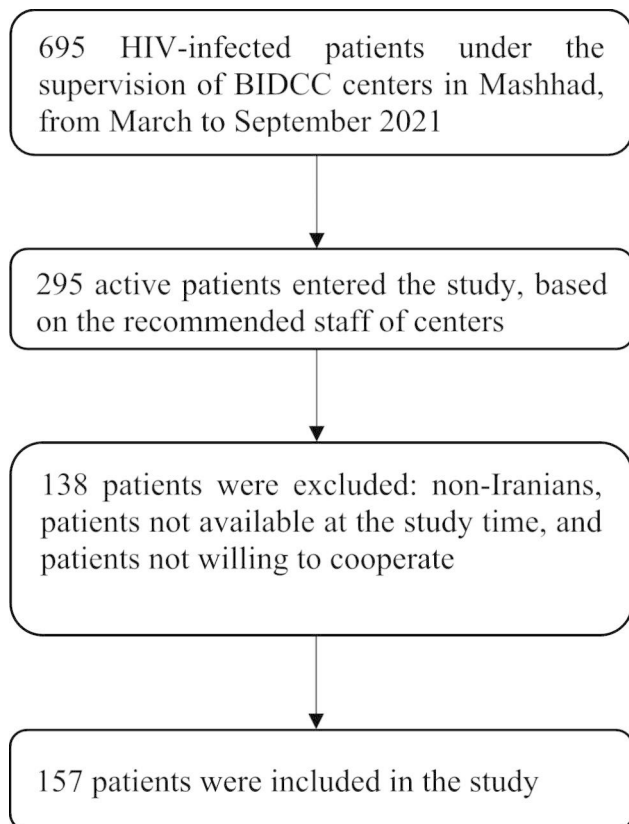 695 HIV-infected patients under the
supervision of BIDCC centers in Mashhad,
from March to September 2021
295 active patients entered the study, based
on the recommended staff of centers
138 patients were excluded: non-Iranians,
patients not available at the study time, and
patients not willing to cooperate
157 patients were included in the study